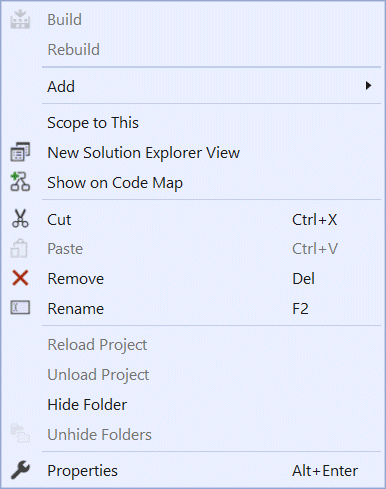 Build
Rebuild
Add
Scope to This
New Solution Explorer View
Show on Code Map
Cut Ctrl+X
Paste Ctrl+V
Remove Del
Rename F2
Reload Project
Unload Project
Hide Folder
Unhide Folders
Properties Alt+Enter